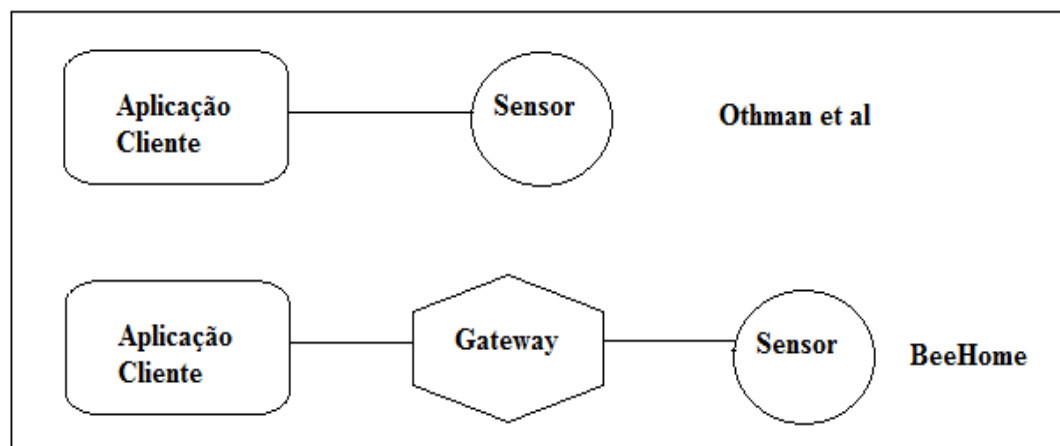 Aplicação
Cliente
Sensor
Othman et al
Aplicação
Cliente
Gateway
Sensor
BeeHome